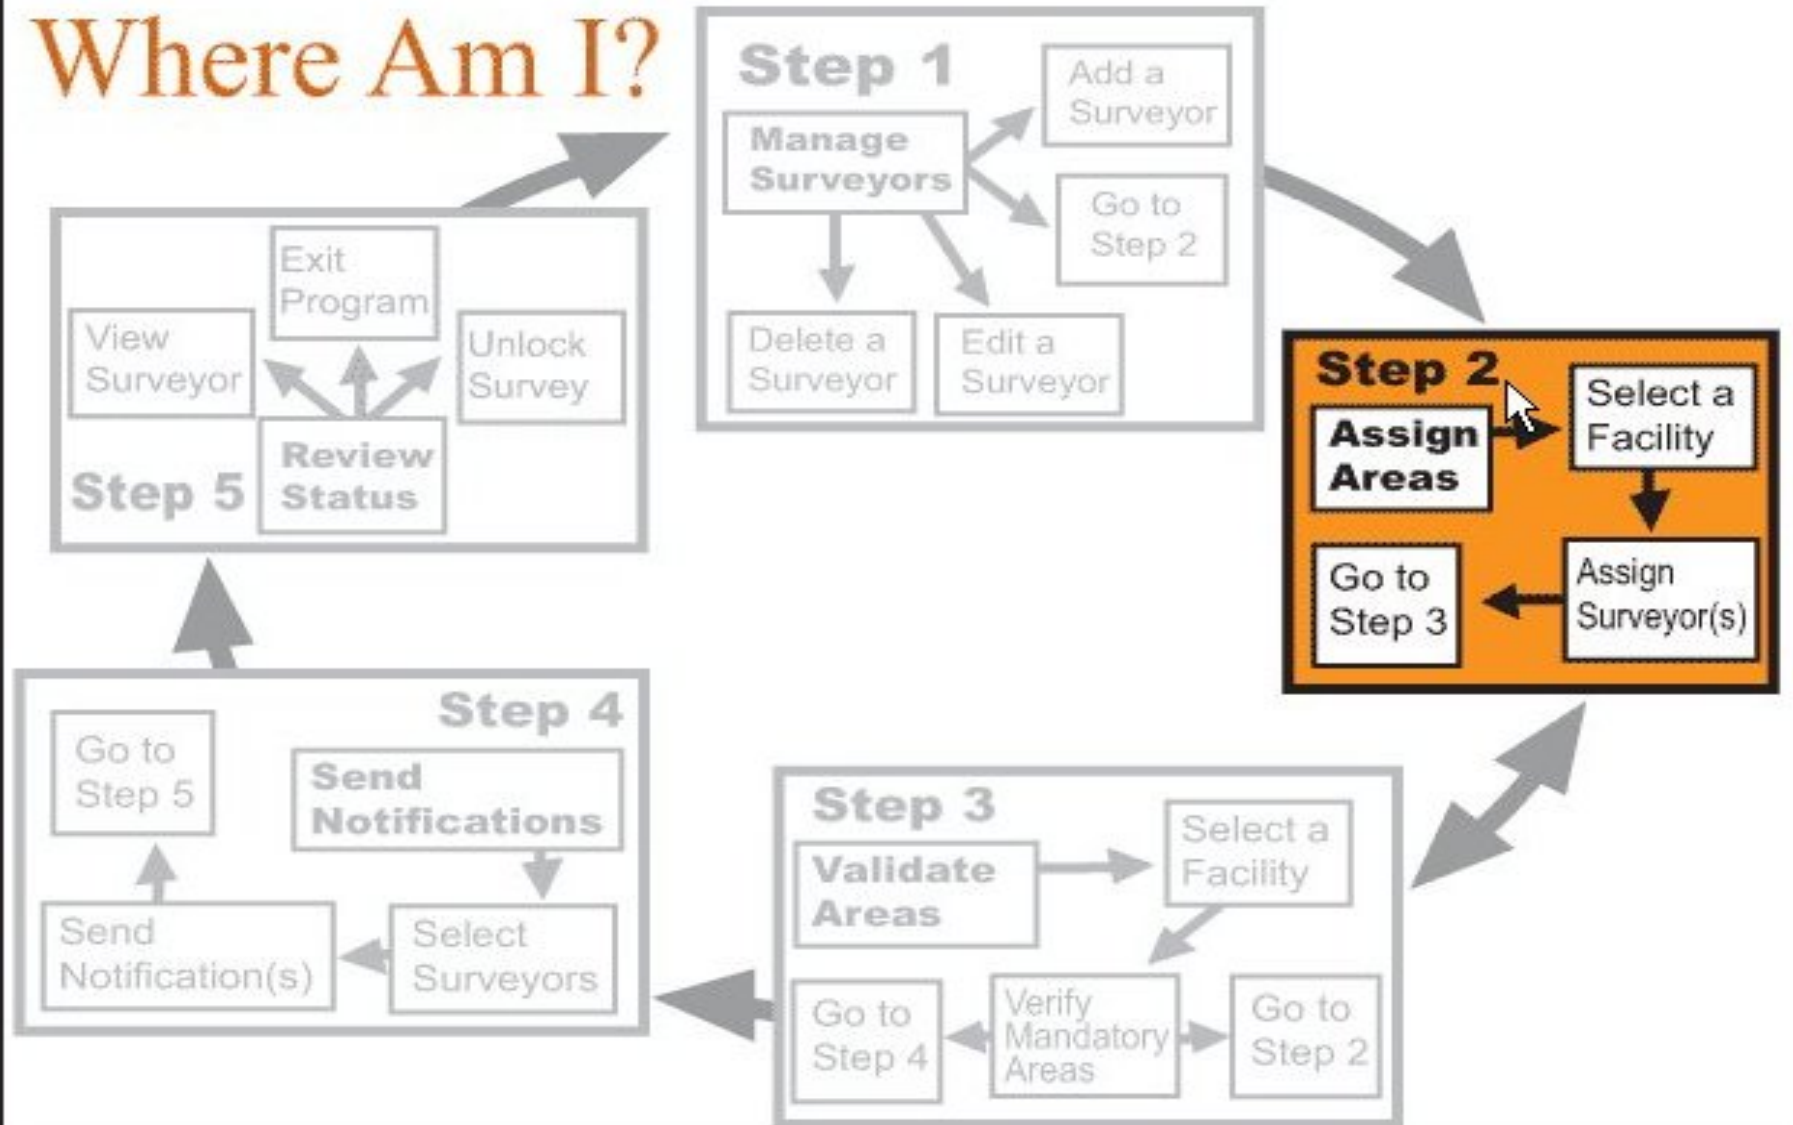 Where Am I?
Step 1
Manage
Surveyors
Add a
Surveyor
Go to
Step 2
Delete a
Surveyor
Edit a
Surveyor
Step 2
Assign
Areas
Select a
Facility
Assign
Surveyor(s)
Go to
Step 3
Step 3
Validate
Areas
Select a
Facility
Verify
Mandatory
Areas
Go to
Step 4
Go to
Step 2
Step 4
Send
Notifications
Select
Surveyors
Send
Notification(s)
Go to
Step 5
Step 5
Review
Status
View
Surveyor
Exit
Program
Unlock
Survey